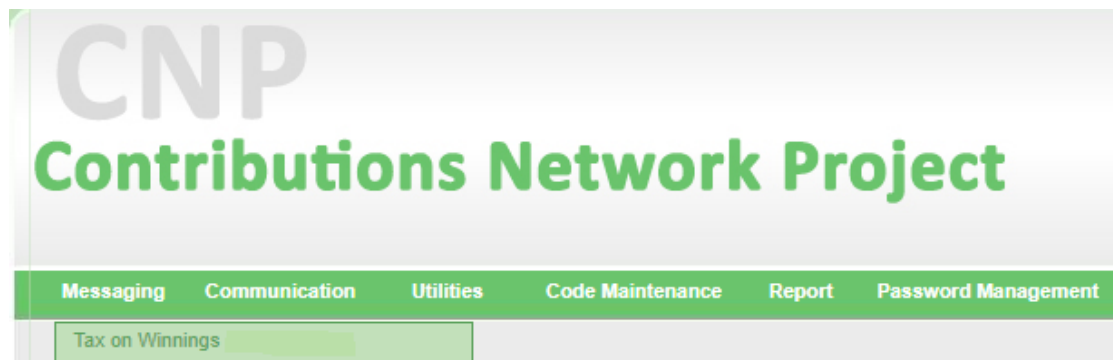 CNP
Contributions Network Project
Messaging Communication Utilities Code Maintenance Report Password Management
Tax on Winnings